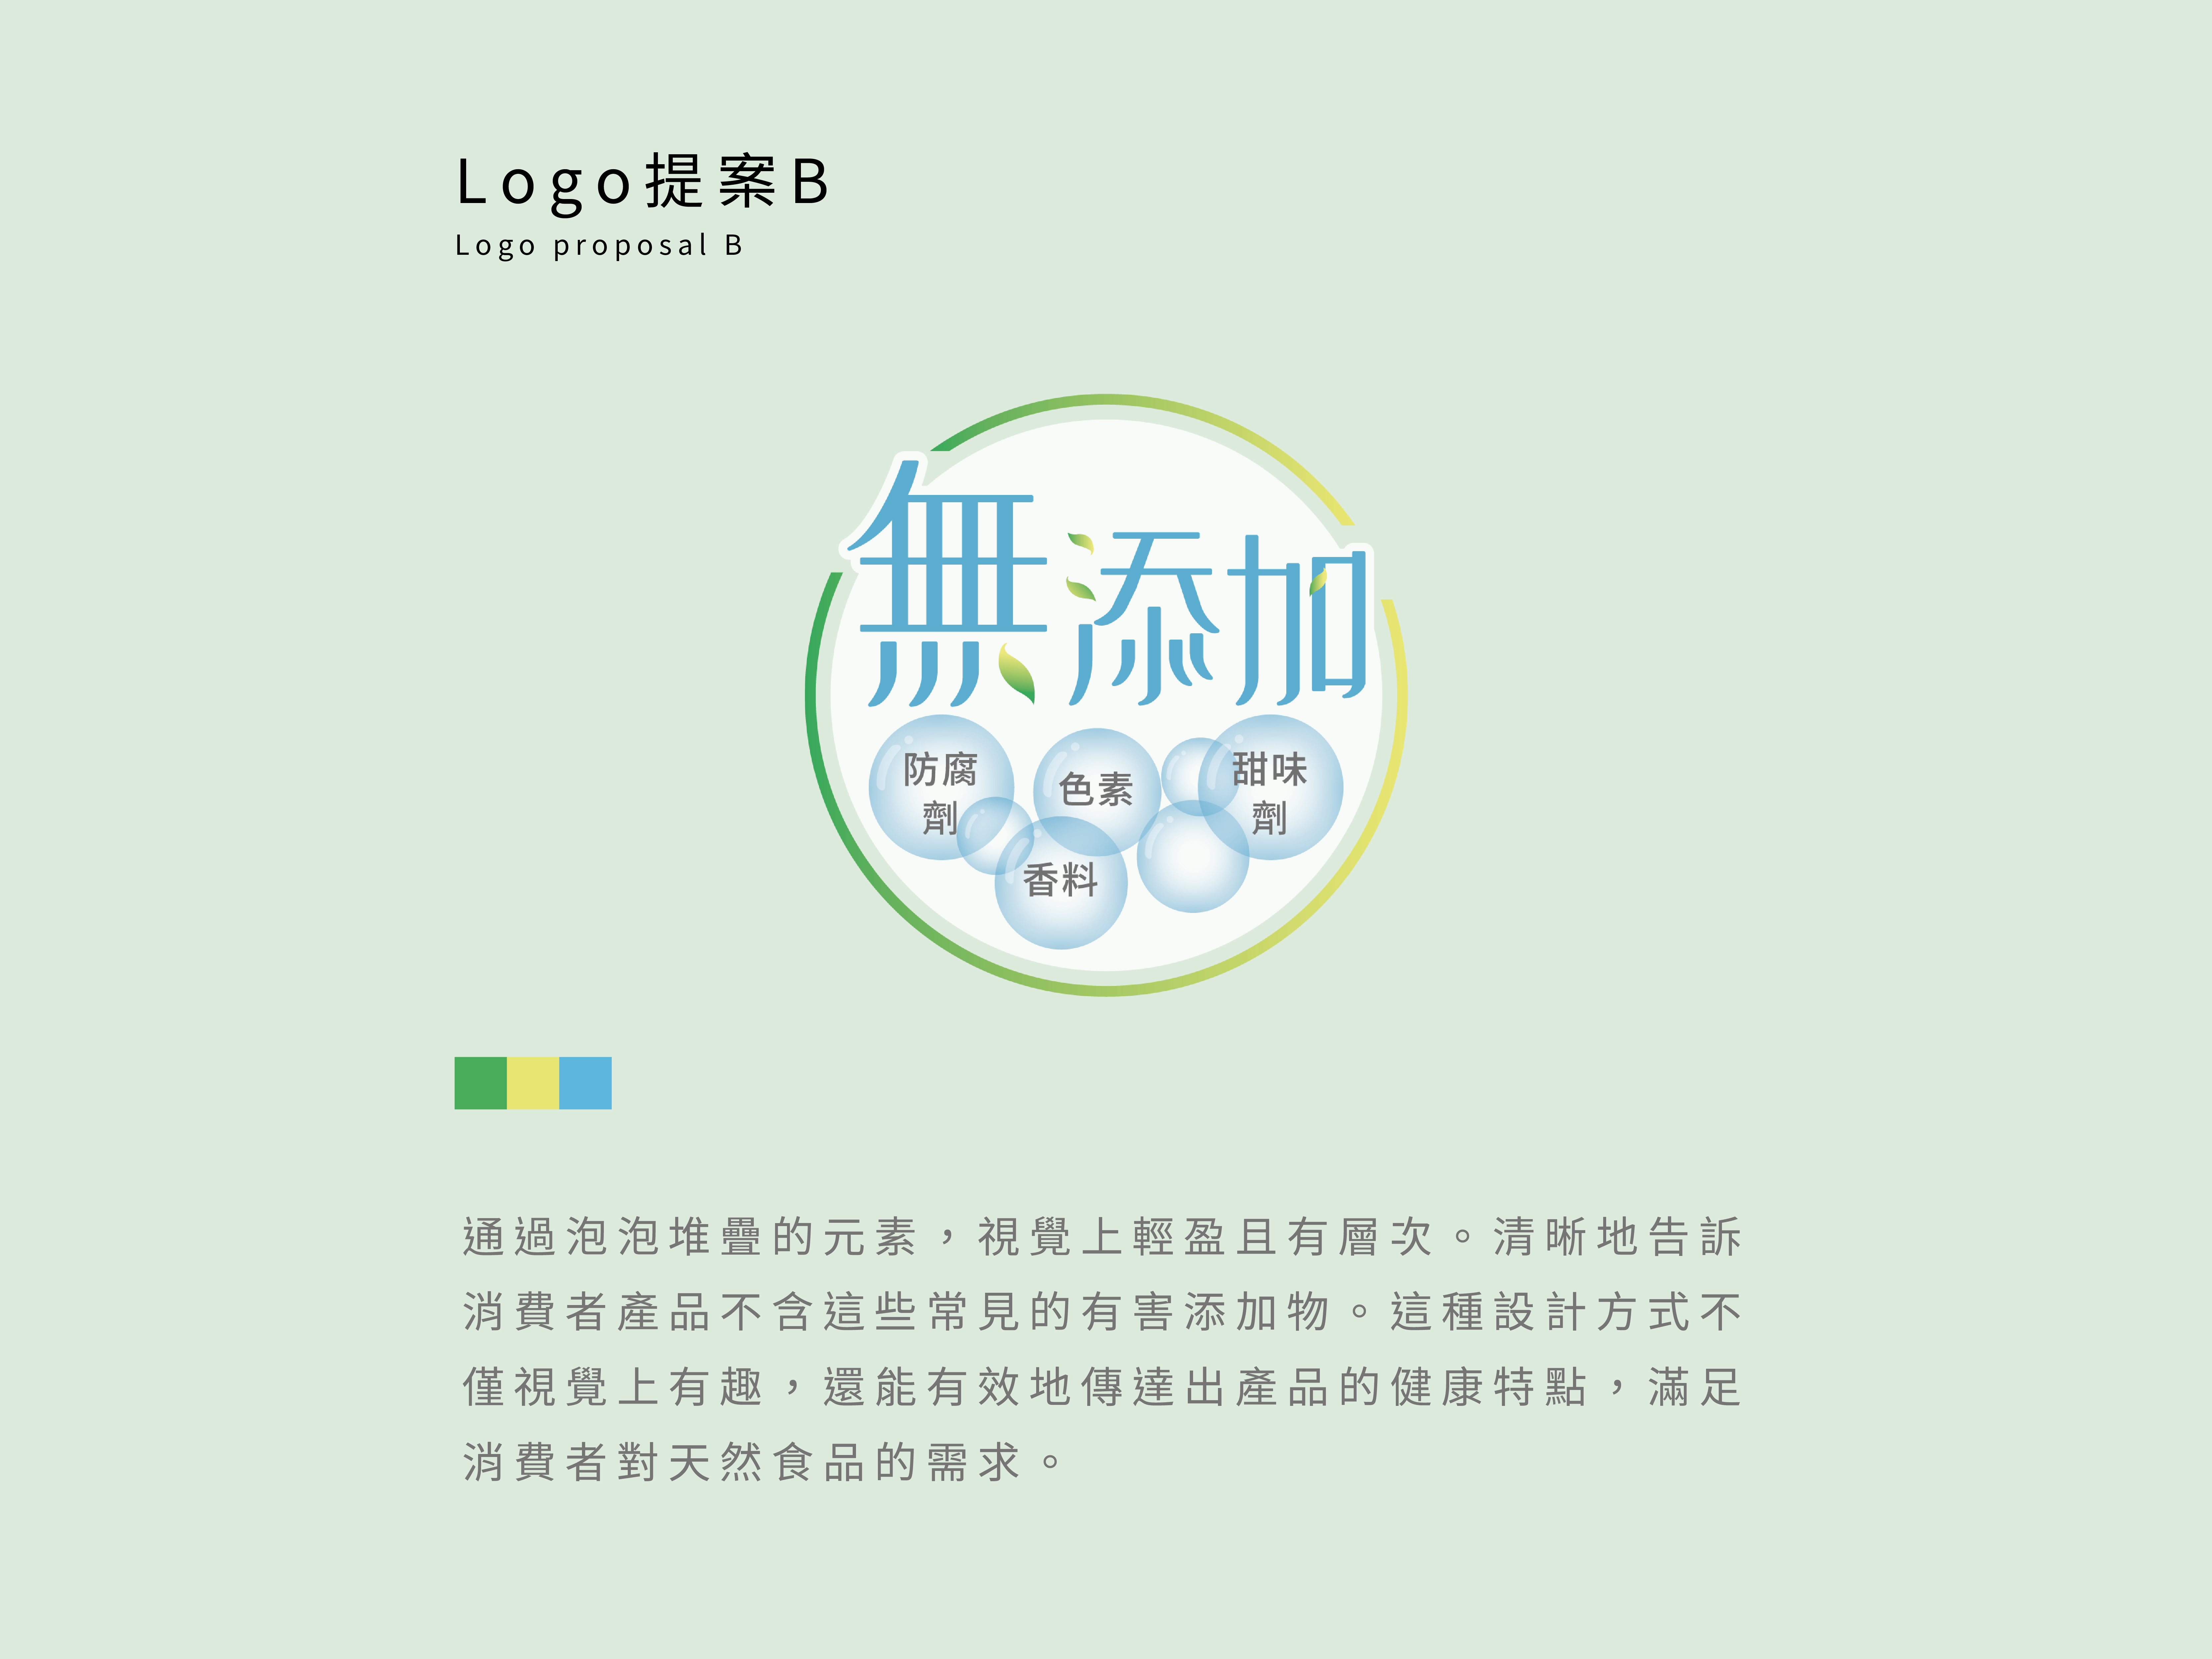 Logo提案B
Logo proposal B
無添加
防腐
劑
色素
甜味
劑
香料
通過泡泡堆疊的元素，視覺上輕盈且有層次。清晰地告訴
消費者產品不含這些常見的有害添加物。這種設計方式不
僅視覺上有趣，還能有效地傳達出產品的健康特點，滿足
消費者對天然食品的需求。